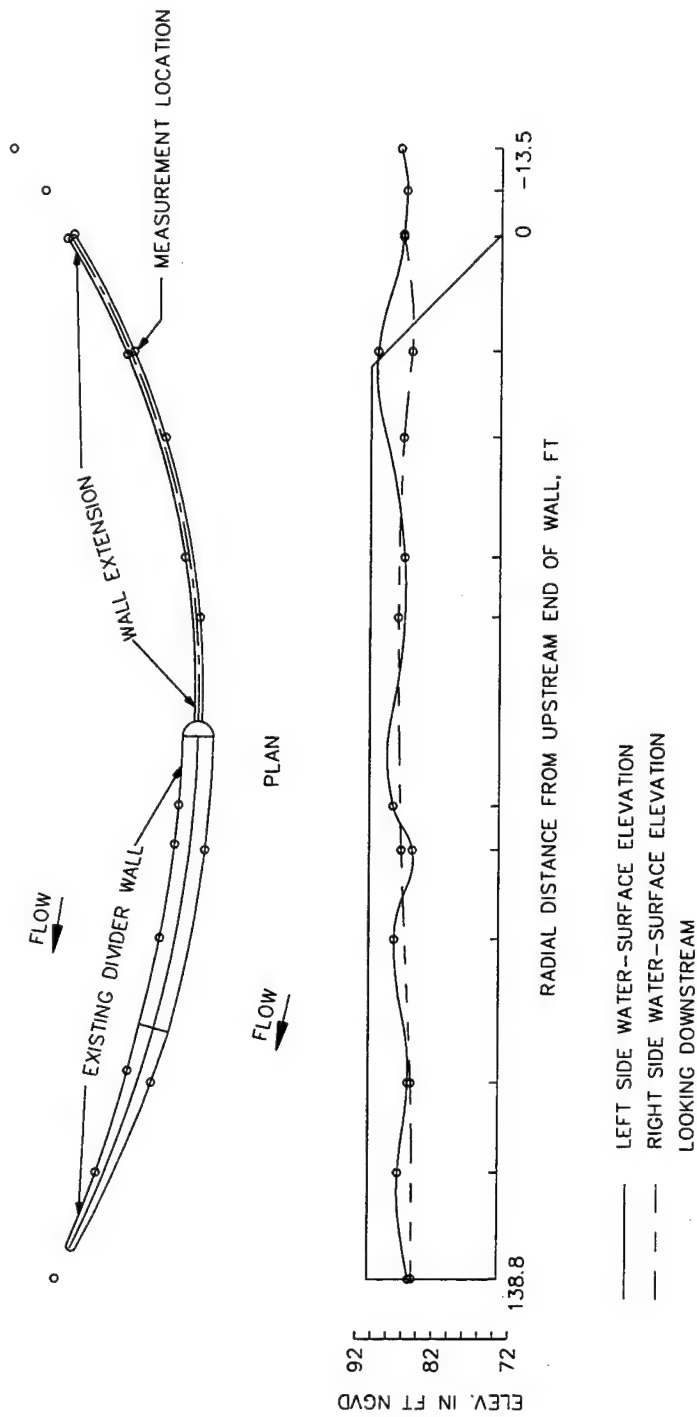 FLOW
EXISTING DIVIDER WALL
WALL EXTENSION
MEASUREMENT LOCATION
FLOW
PLAN
92
82
72
ELEV. IN FT NGVD
138.8
0
-13.5
RADIAL DISTANCE FROM UPSTREAM END OF WALL, FT
LEFT SIDE WATER-SURFACE ELEVATION
RIGHT SIDE WATER-SURFACE ELEVATION
LOOKING DOWNSTREAM